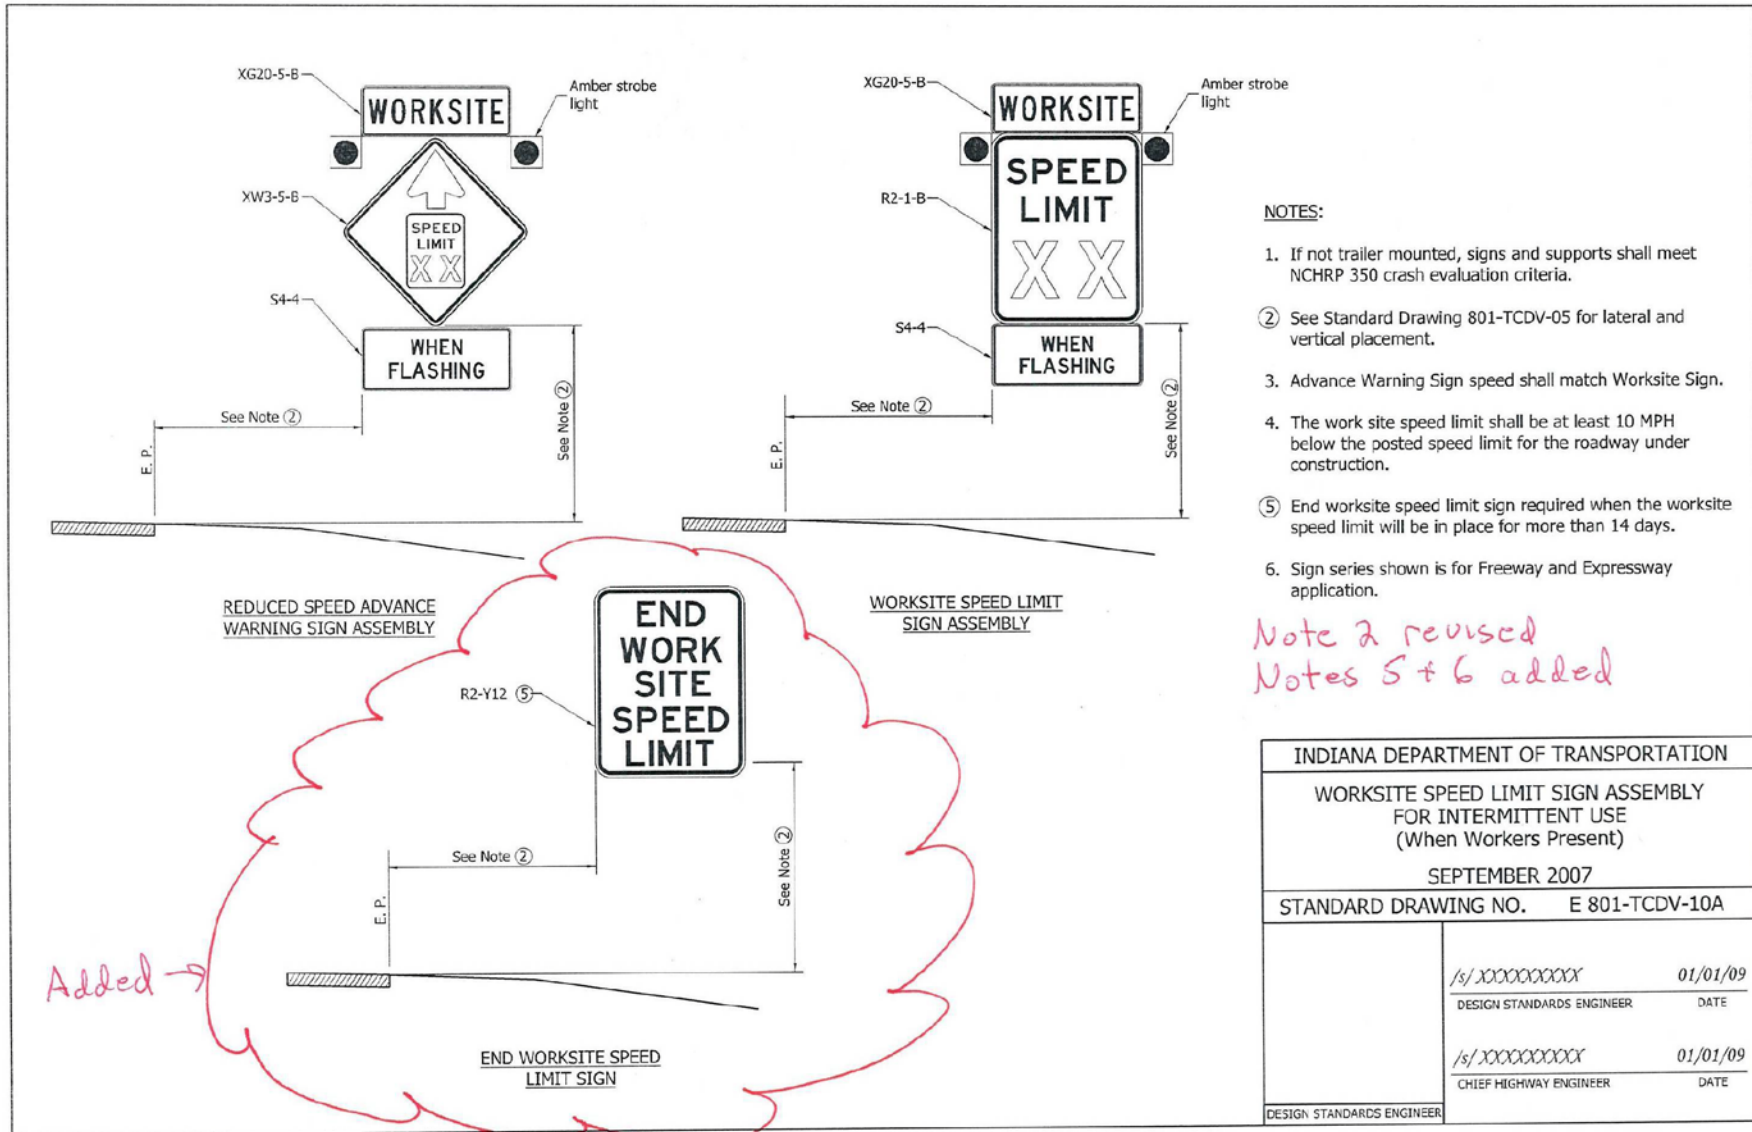 XG20-5-B
Amber strobe
light
WORKSITE
XW3-5-B
SPEED
LIMIT
X X
S4-4
WHEN
FLASHING
See Note ②
See Note ②
E. P.
REDUCED SPEED ADVANCE
WARNING SIGN ASSEMBLY
XG20-5-B
Amber strobe
light
WORKSITE
R2-1-B
SPEED
LIMIT
X X
S4-4
WHEN
FLASHING
See Note ②
See Note ②
E. P.
WORKSITE SPEED LIMIT
SIGN ASSEMBLY
END
WORK
SITE
SPEED
LIMIT
R2-Y12 ⑤
See Note ②
See Note ②
E. P.
Added
END WORKSITE SPEED
LIMIT SIGN
NOTES:
1. If not trailer mounted, signs and supports shall meet
NCHRP 350 crash evaluation criteria.
② See Standard Drawing 801-TCDV-05 for lateral and
vertical placement.
3. Advance Warning Sign speed shall match Worksite Sign.
4. The work site speed limit shall be at least 10 MPH
below the posted speed limit for the roadway under
construction.
⑤ End worksite speed limit sign required when the worksite
speed limit will be in place for more than 14 days.
6. Sign series shown is for Freeway and Expressway
application.
Note 2 revised
Notes 5 + 6 added
INDIANA DEPARTMENT OF TRANSPORTATION
WORKSITE SPEED LIMIT SIGN ASSEMBLY
FOR INTERMITTENT USE
(When Workers Present)
SEPTEMBER 2007
STANDARD DRAWING NO. E 801-TCDV-10A
/s/ XXXXXXXXX 01/01/09
DESIGN STANDARDS ENGINEER DATE
/s/ XXXXXXXXX 01/01/09
CHIEF HIGHWAY ENGINEER DATE
DESIGN STANDARDS ENGINEER